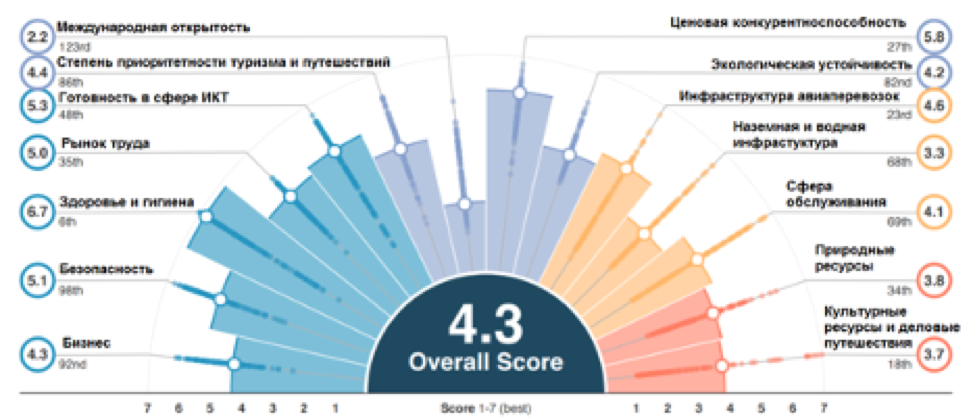 2.2 Международная открытость
123rd
4.4 Степень приоритетности туризма и путешествий
86th
5.3 Готовность в сфере ИКТ
48th
5.0 Рынок труда
35th
6.7 Здоровье и гигиена
6th
5.1 Безопасность
98th
4.3 Бизнес
92nd
Ценовая конкурентноспособность 5.8
27th
Экологическая устойчивость 4.2
82nd
Инфраструктура авиаперевозок 4.6
23rd
Наземная и водная
инфрастуктура 3.3
68th
Сфера
обслуживания 4.1
69th
Природные
ресурсы 3.8
34th
Культурные
ресурсы и деловые
путешествия 3.7
18th
4.3
Overall Score
7 6 5 4 3 2 1 Score 1-7 (best) 1 2 3 4 5 6 7